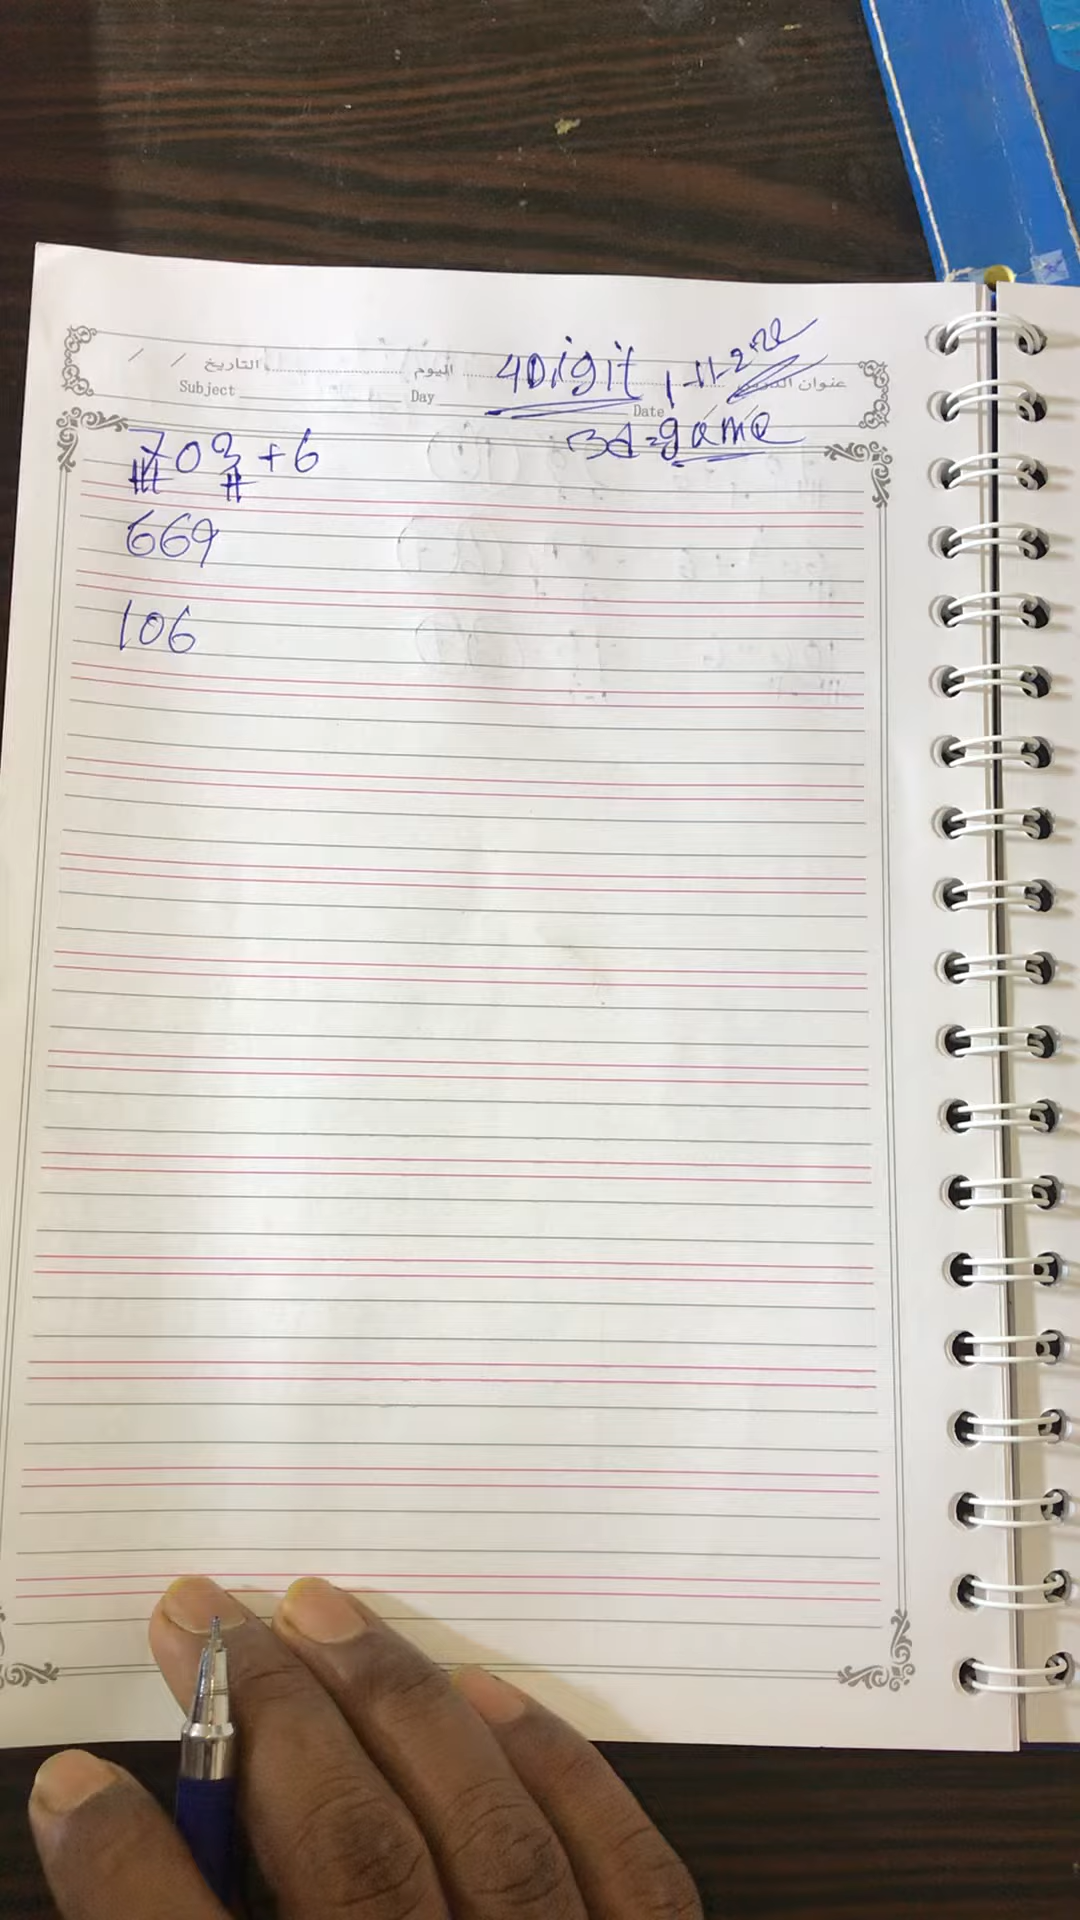 4Digit 1-11-2022
التاريخ / / اليوم عنوان الدرس
Subject Day Date
3d=game
703+6
669
106